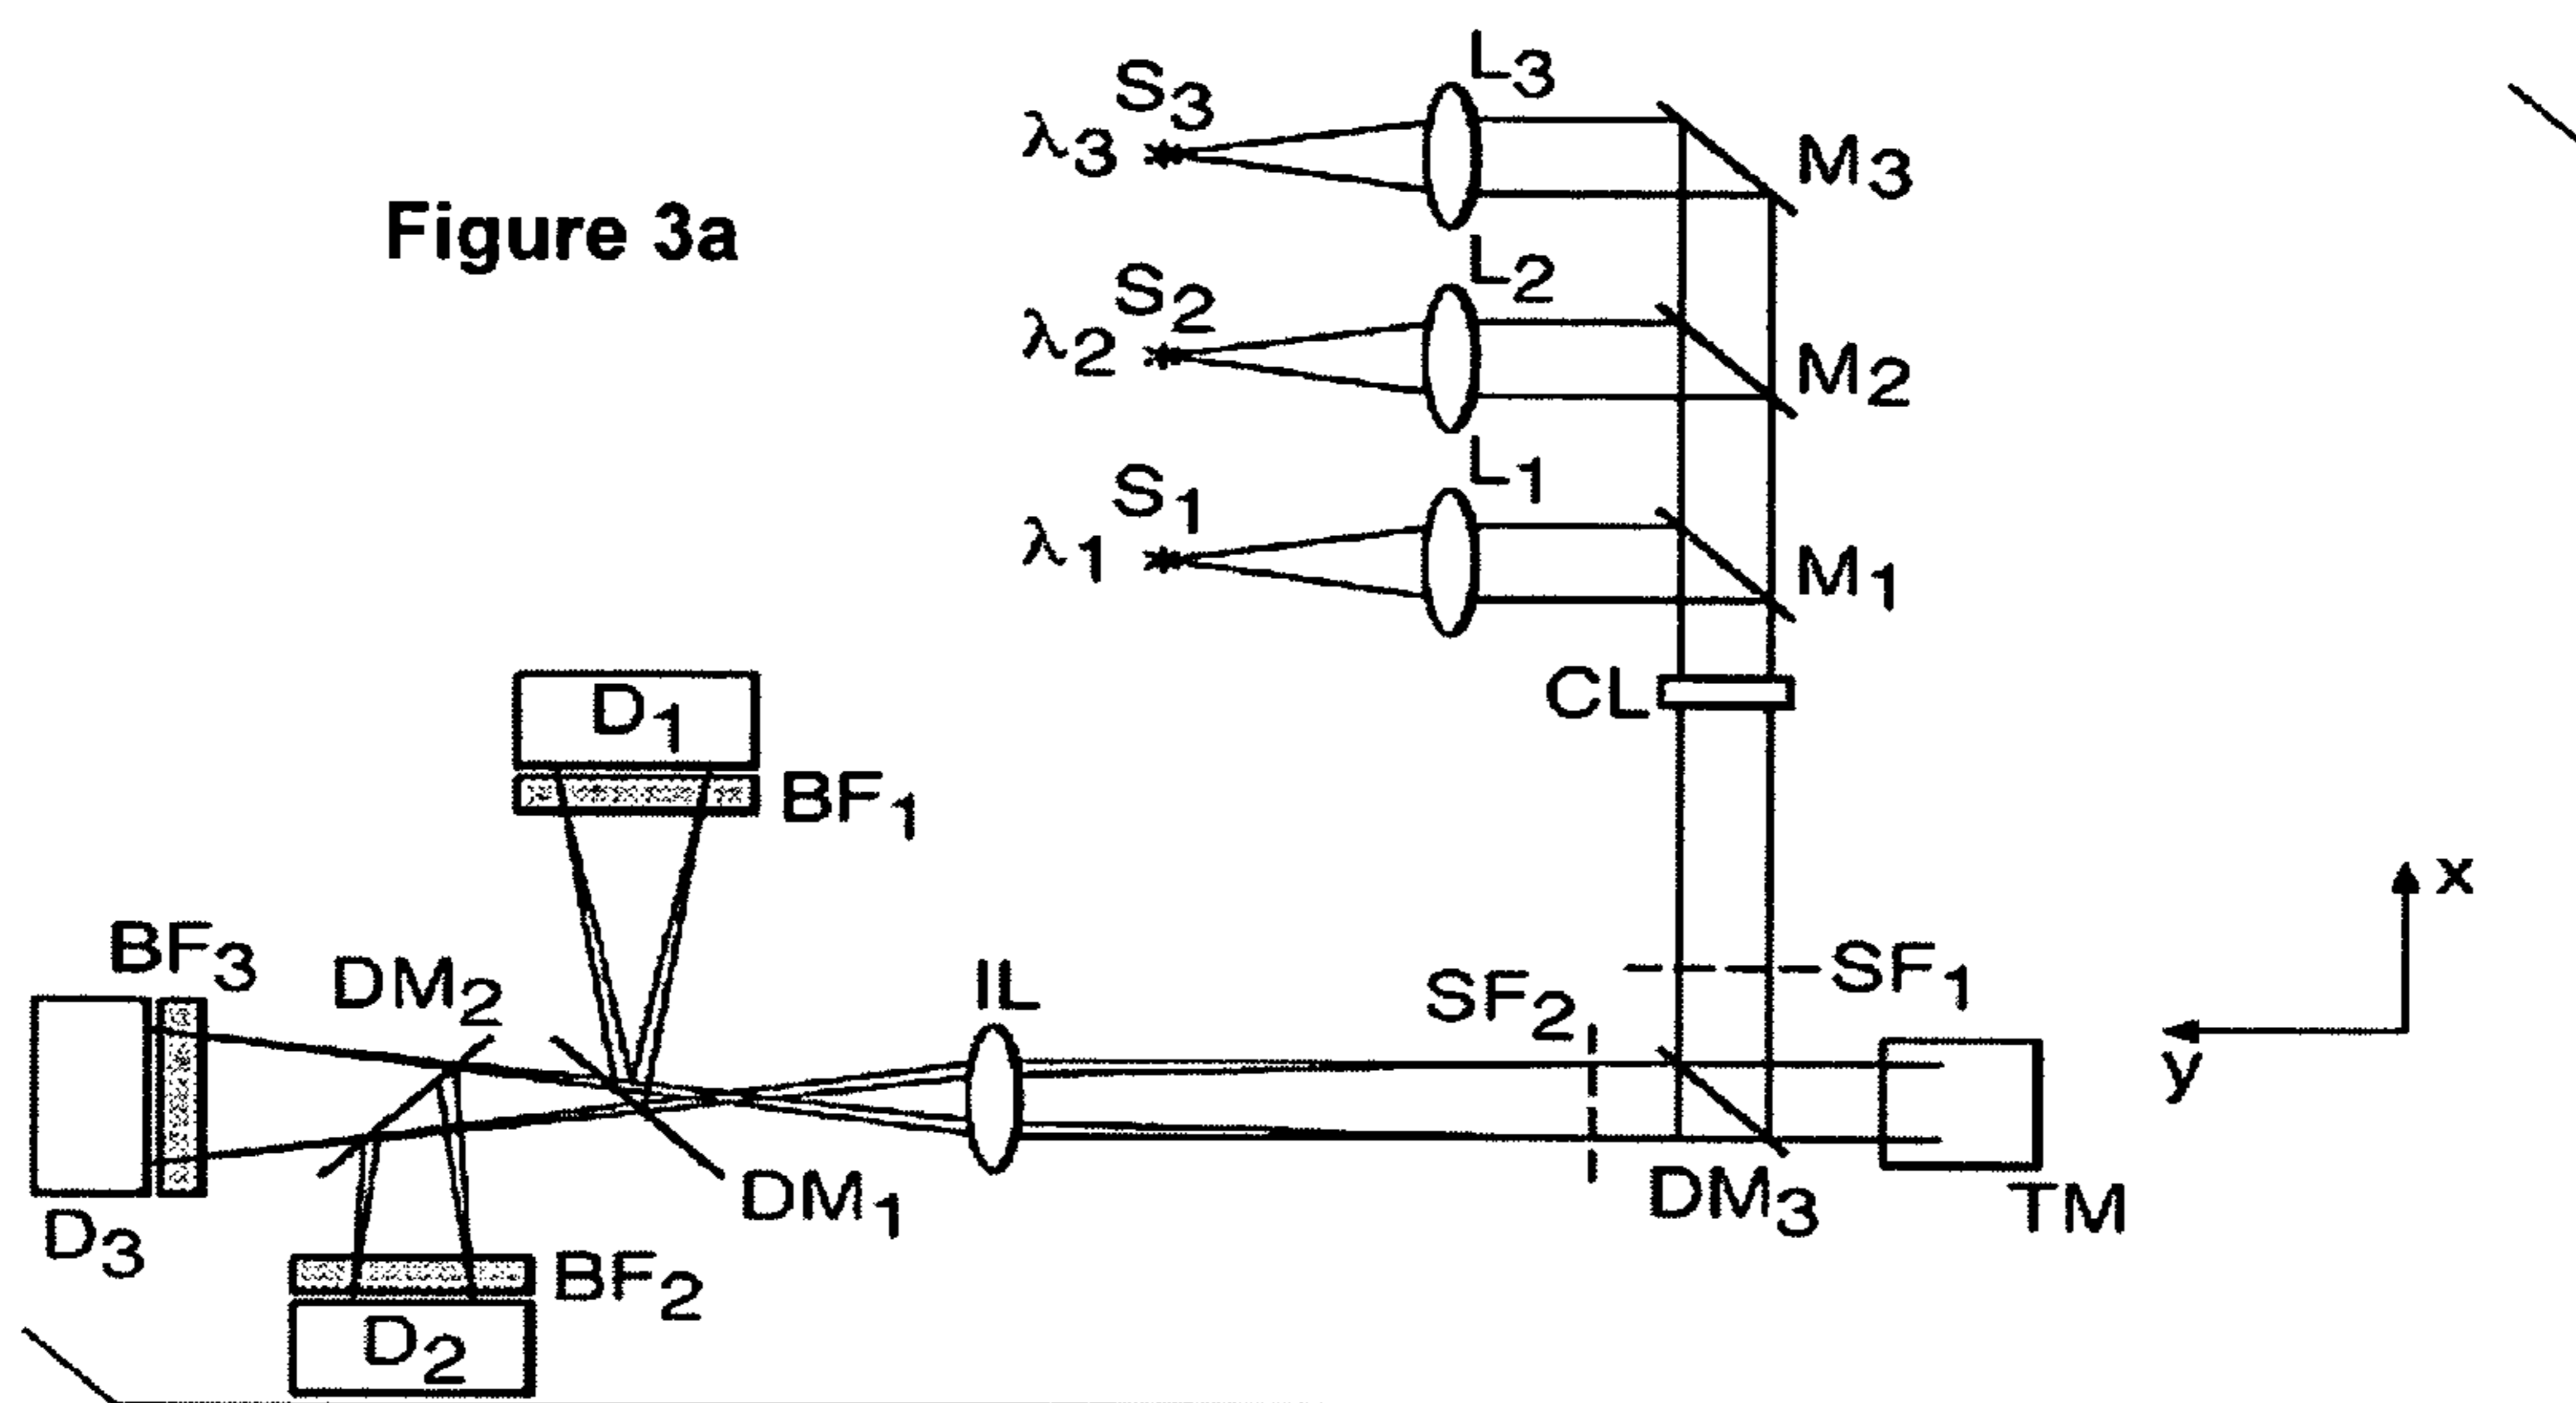 Figure 3a
λ3 S3 L3 M3
λ2 S2 L2 M2
λ1 S1 L1 M1
CL
D1
BF1
x
y
SF1
SF2
IL
BF3
DM2
D3
DM1
DM3
TM
BF2
D2